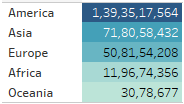 America 1,39,35,17,564
Asia 71,80,58,432
Europe 50,81,54,208
Africa 11,96,74,356
Oceania 30,78,677